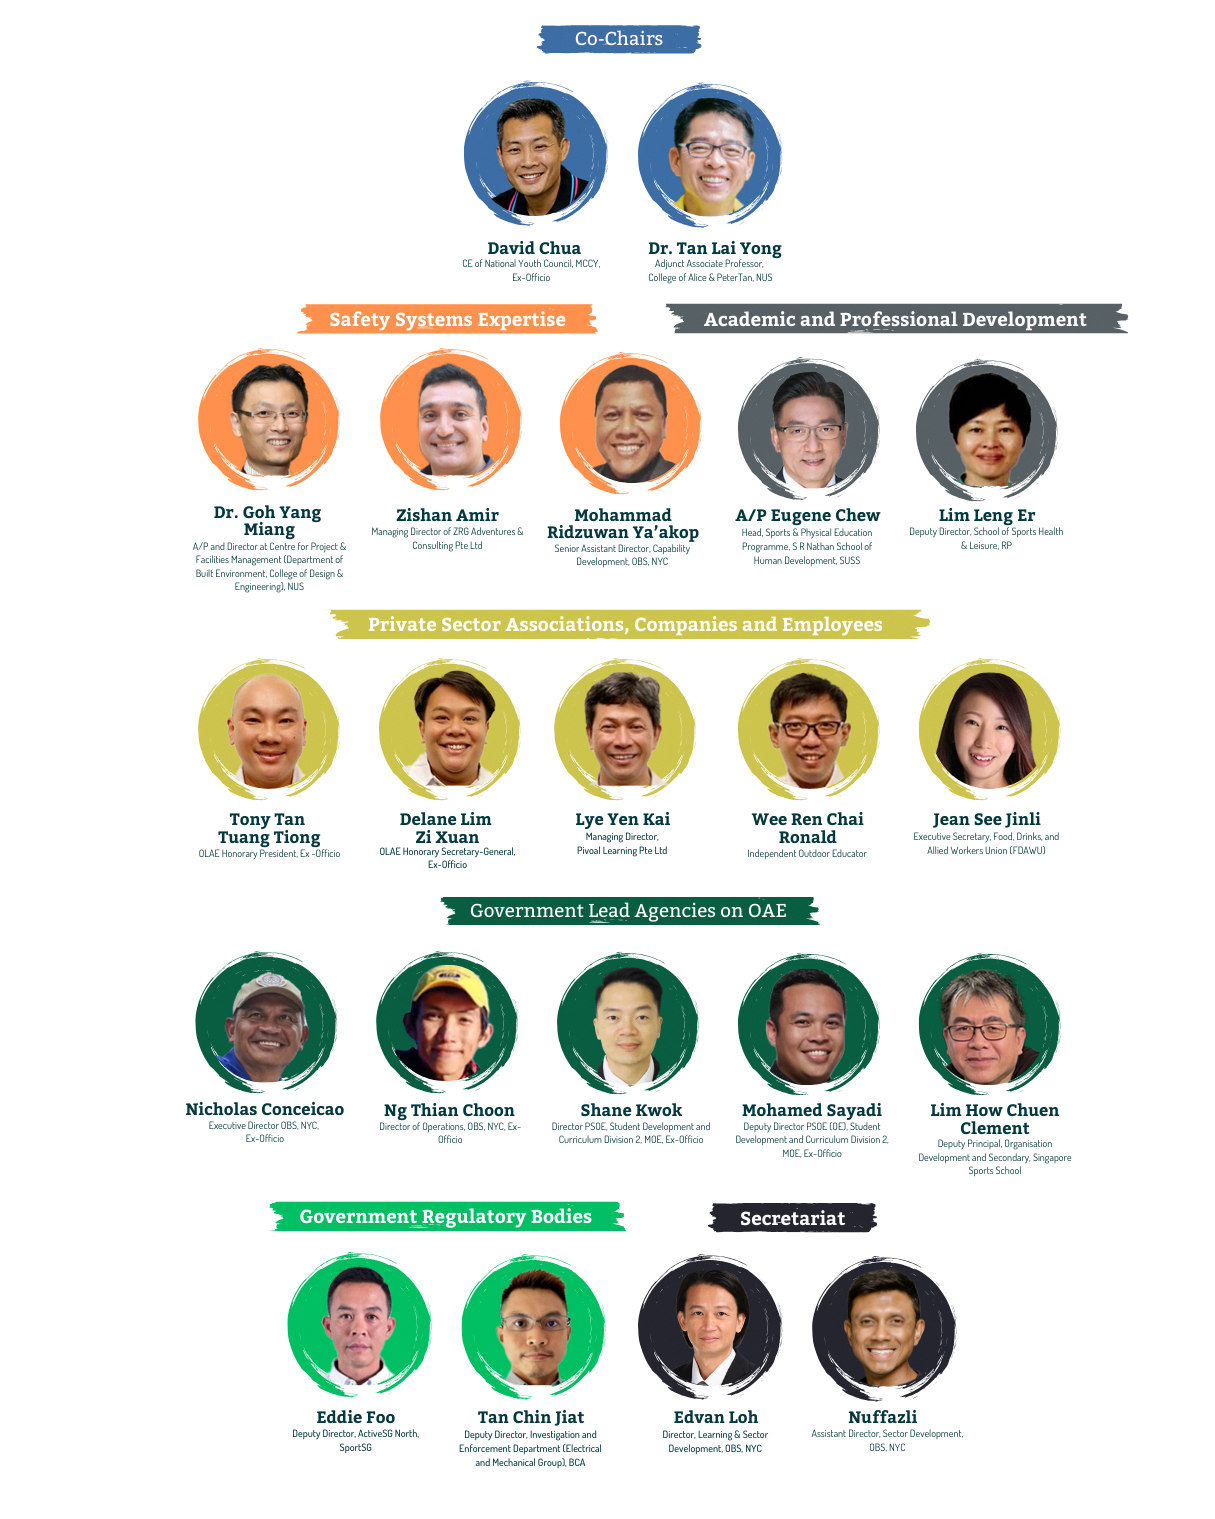 Co-Chairs
David Chua
CE of National Youth Council, MCCY,
Ex-Officio
Dr. Tan Lai Yong
Adjunct Associate Professor,
College of Alice & PeterTan, NUS
Safety Systems Expertise
Academic and Professional Development
Dr. Goh Yang
Miang
A/P and Director at Centre for Project &
Facilities Management (Department of
Built Environment, College of Design &
Engineering), NUS
Zishan Amir
Managing Director of ZRG Adventures &
Consulting Pte Ltd
Mohammad
Ridzuwan Ya’akop
Senior Assistant Director, Capability
Development, OBS, NYC
A/P Eugene Chew
Head, Sports & Physical Education
Programme, S R Nathan School of
Human Development, SUSS
Lim Leng Er
Deputy Director, School of Sports Health
& Leisure, RP
Private Sector Associations, Companies and Employees
Tony Tan
Tuang Tiong
OLAE Honorary President, Ex -Officio
Delane Lim
Zi Xuan
OLAE Honorary Secretary-General,
Ex-Officio
Lye Yen Kai
Managing Director,
Pivoal Learning Pte Ltd
Wee Ren Chai
Ronald
Independent Outdoor Educator
Jean See Jinli
Executive Secretary, Food, Drinks, and
Allied Workers Union (FDAWU)
Government Lead Agencies on OAE
Nicholas Conceicao
Executive Director OBS, NYC,
Ex-Officio
Ng Thian Choon
Director of Operations, OBS, NYC, Ex-
Officio
Shane Kwok
Director PSOE, Student Development and
Curriculum Division 2, MOE, Ex-Officio
Mohamed Sayadi
Deputy Director PSOE (OE), Student
Development and Curriculum Division 2,
MOE, Ex-Officio
Lim How Chuen
Clement
Deputy Principal, Organisation
Development and Secondary, Singapore
Sports School
Government Regulatory Bodies
Secretariat
Eddie Foo
Deputy Director, ActiveSG North,
SportSG
Tan Chin Jiat
Deputy Director, Investigation and
Enforcement Department (Electrical
and Mechanical Group), BCA
Edvan Loh
Director, Learning & Sector
Development, OBS, NYC
Nuffazli
Assistant Director, Sector Development,
OBS, NYC